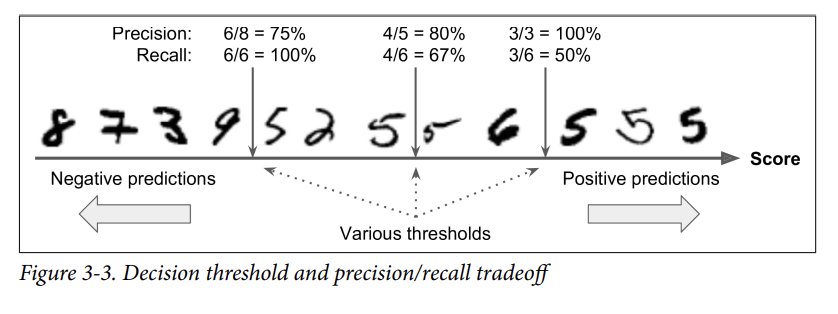 Precision: 6/8 = 75% 4/5 = 80% 3/3 = 100%
Recall: 6/6 = 100% 4/6 = 67% 3/6 = 50%
8 7 3 9 5 2 5 5 6 5 5 5
Score
Negative predictions Positive predictions
Various thresholds
Figure 3-3. Decision threshold and precision/recall tradeoff